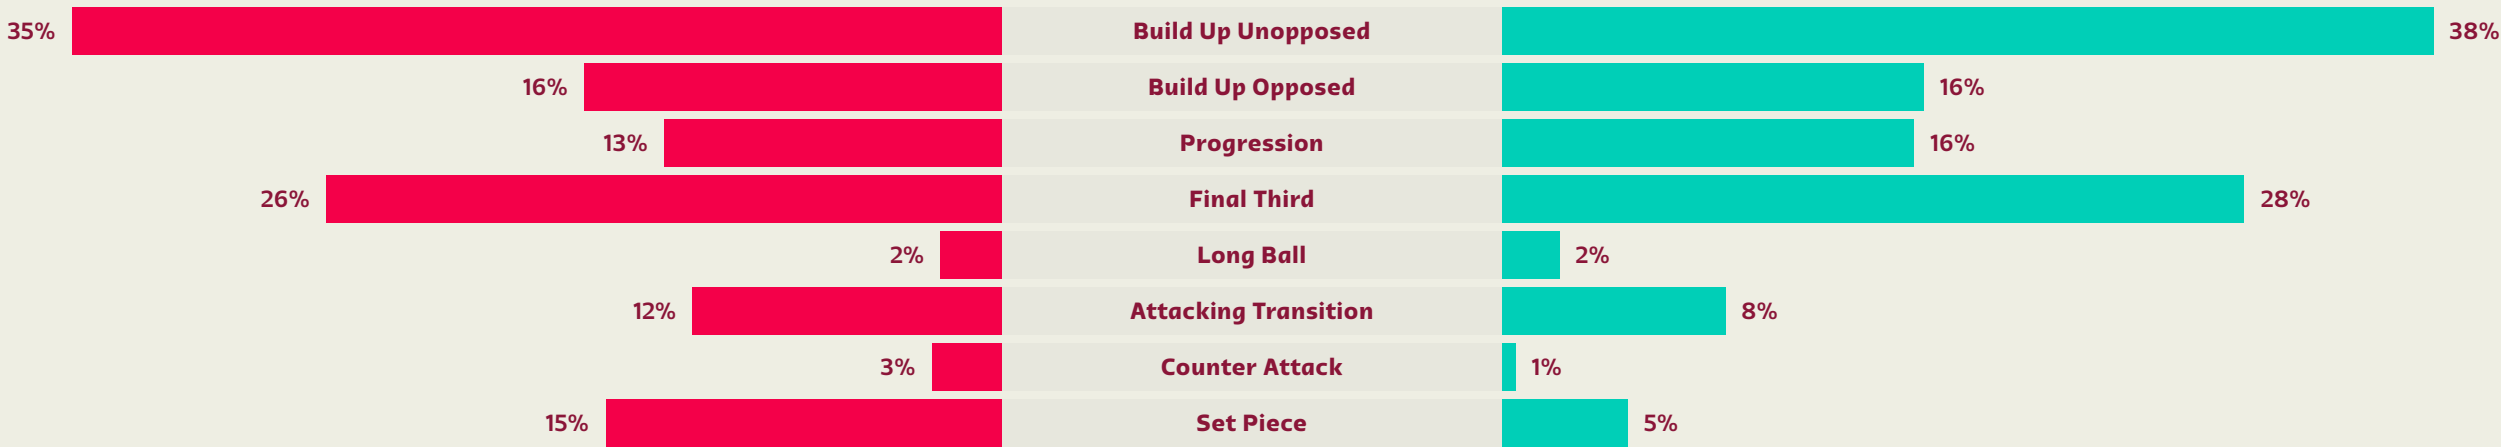 35% Build Up Unopposed 38%
16% Build Up Opposed 16%
13% Progression 16%
26% Final Third 28%
2% Long Ball 2%
12% Attacking Transition 8%
3% Counter Attack 1%
15% Set Piece 5%